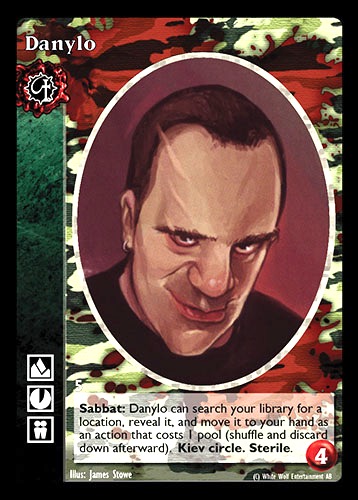 Danylo
5
Sabbat: Danylo can search your library for a
location, reveal it, and move it to your hand as
an action that costs 1 pool (shuffle and discard
down afterward). Kiev circle. Sterile.
4
Illus: James Stowe
(C) White Wolf Entertainment AB